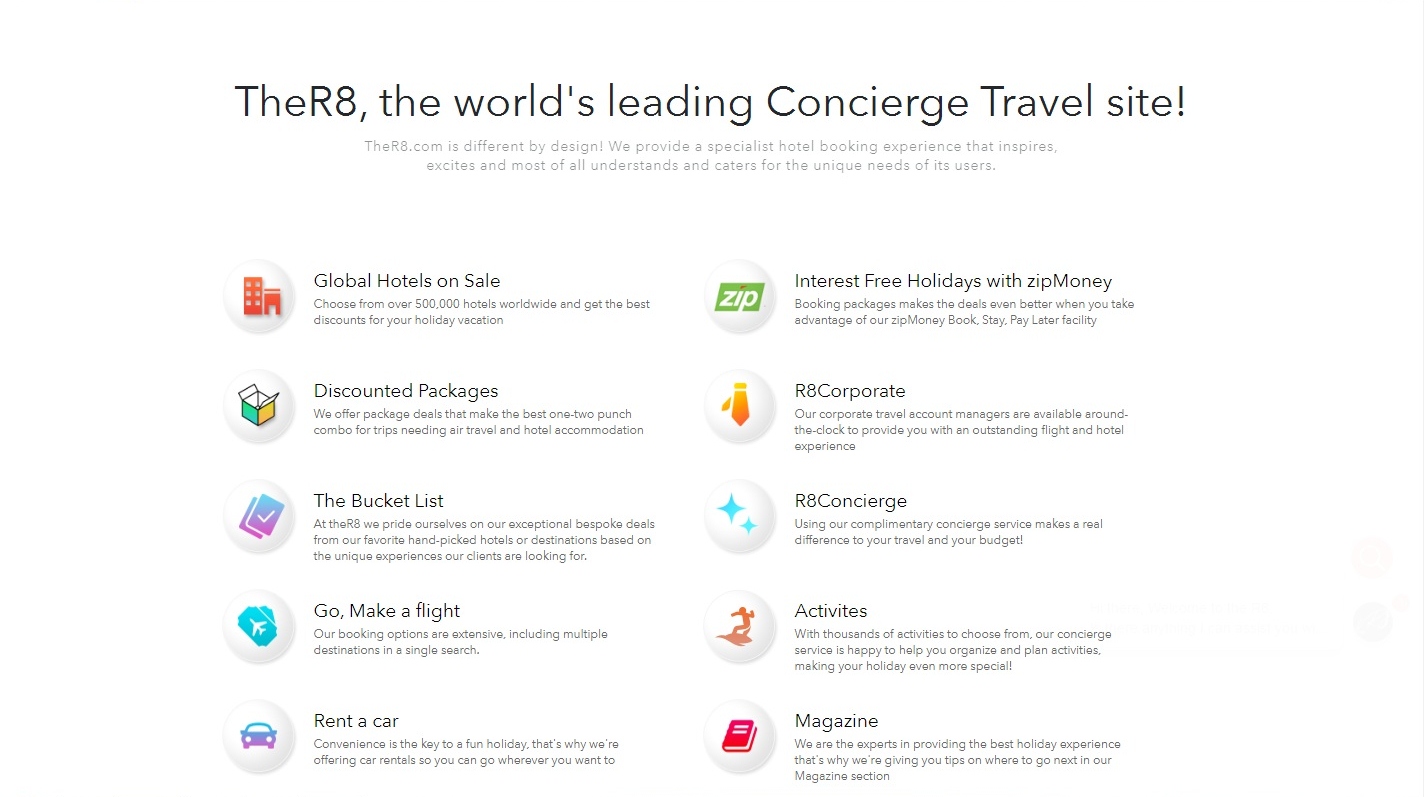 TheR8, the world's leading Concierge Travel site!
TheR8.com is different by design! We provide a specialist hotel booking experience that inspires,
excites and most of all understands and caters for the unique needs of its users.
Global Hotels on Sale
Choose from over 500,000 hotels worldwide and get the best
discounts for your holiday vacation
zip
Interest Free Holidays with zipMoney
Booking packages makes the deals even better when you take
advantage of our zipMoney Book, Stay, Pay Later facility
Discounted Packages
We offer package deals that make the best one-two punch
combo for trips needing air travel and hotel accommodation
R8Corporate
Our corporate travel account managers are available around-
the-clock to provide you with an outstanding flight and hotel
experience
The Bucket List
At theR8 we pride ourselves on our exceptional bespoke deals
from our favorite hand-picked hotels or destinations based on
the unique experiences our clients are looking for.
R8Concierge
Using our complimentary concierge service makes a real
difference to your travel and your budget!
Go, Make a flight
Our booking options are extensive, including multiple
destinations in a single search.
Activites
With thousands of activities to choose from, our concierge
service is happy to help you organize and plan activities,
making your holiday even more special!
Rent a car
Convenience is the key to a fun holiday, that's why we're
offering car rentals so you can go wherever you want to
Magazine
We are the experts in providing the best holiday experience
that's why we're giving you tips on where to go next in our
Magazine section